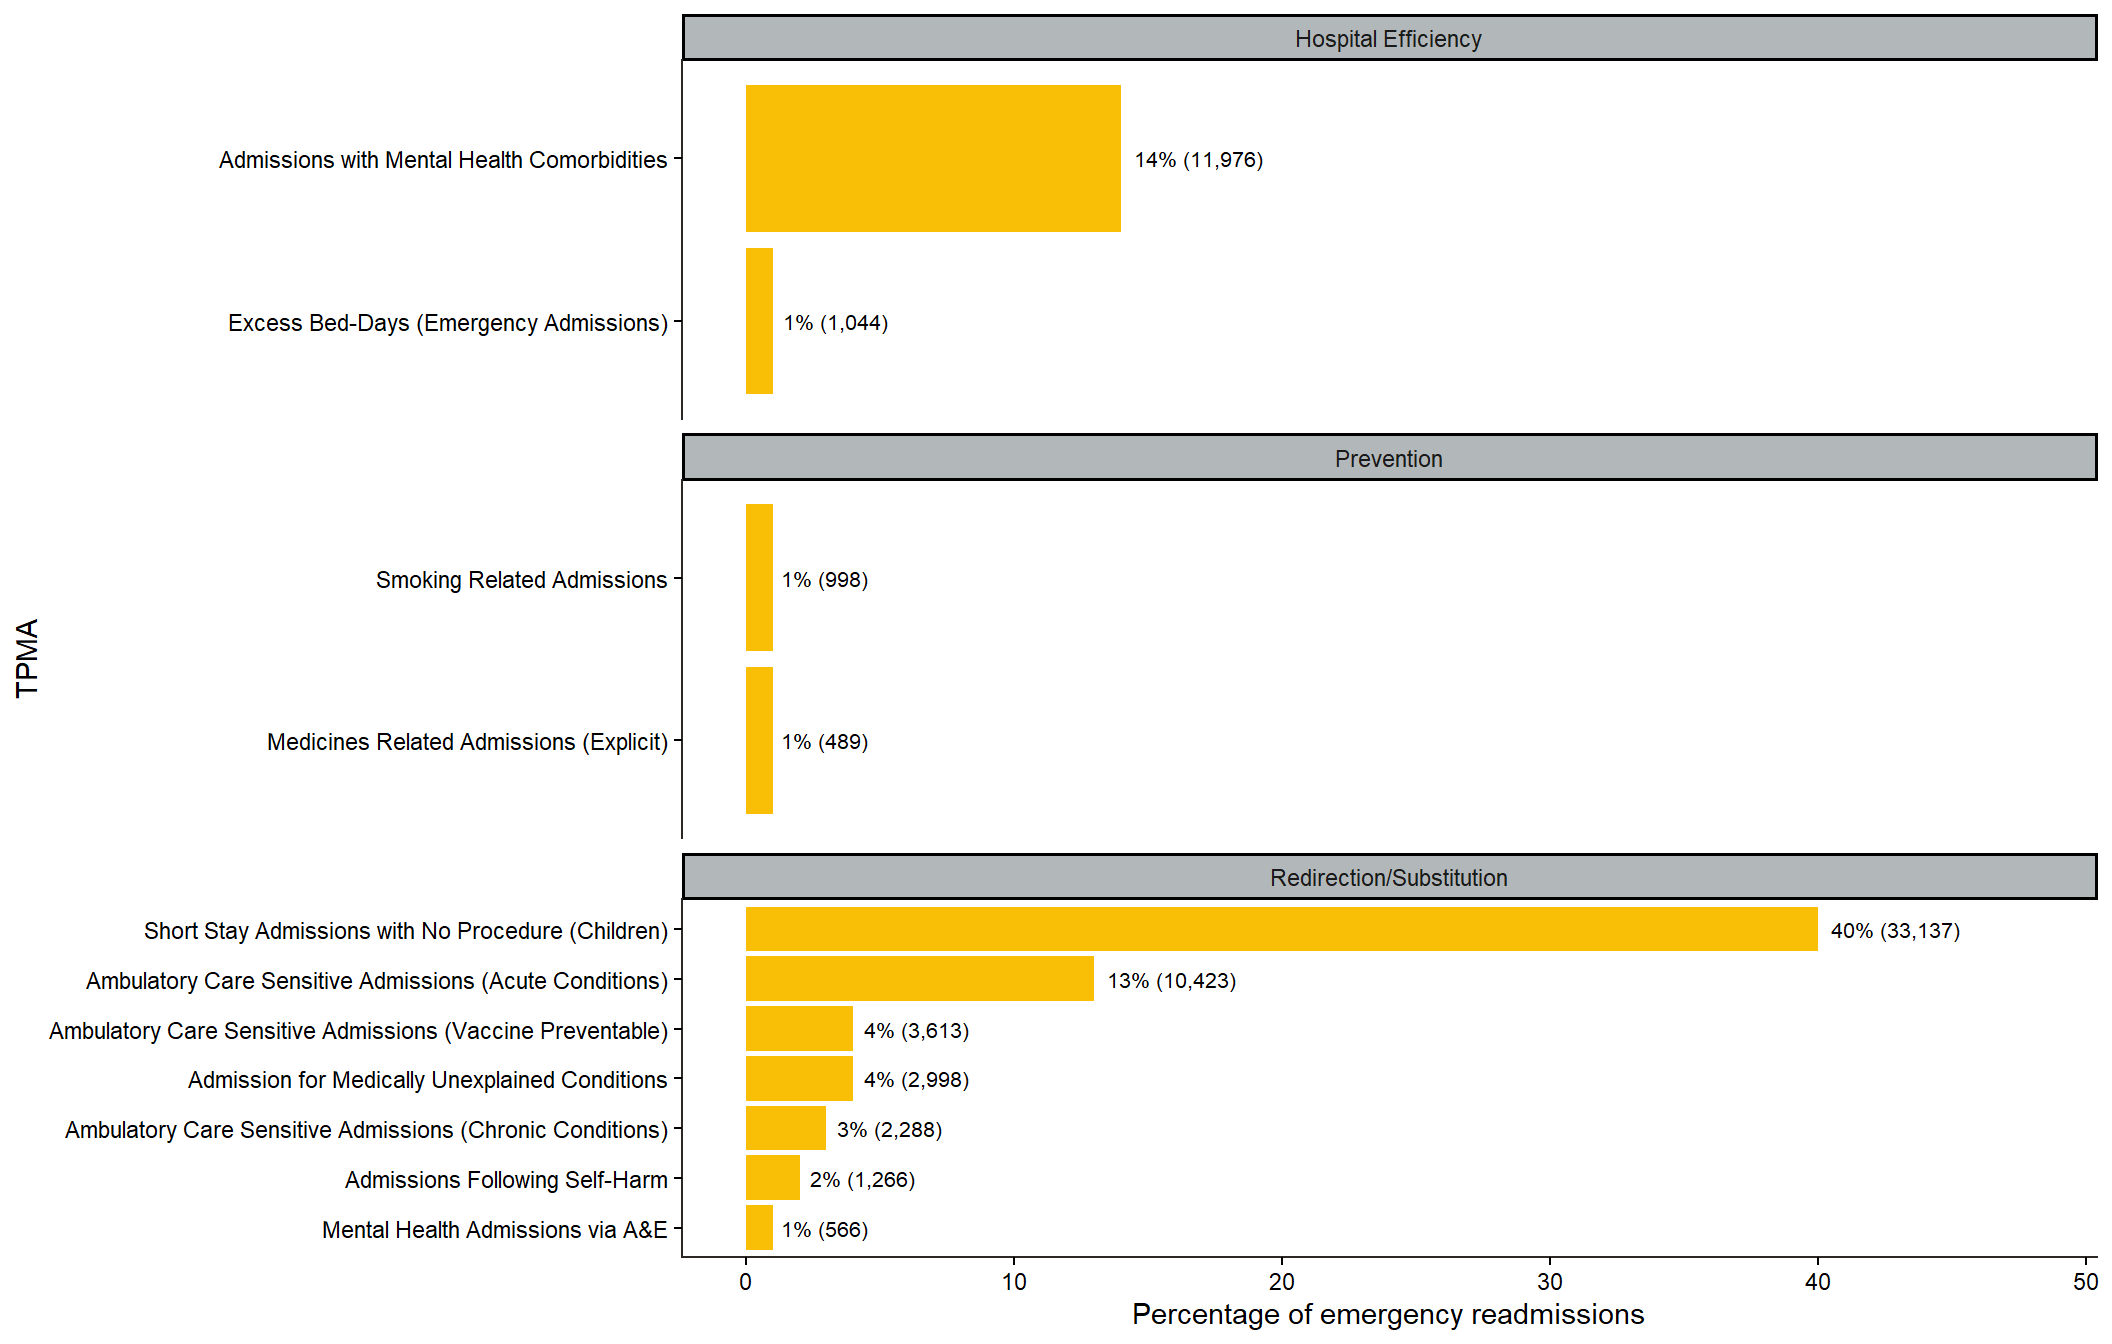 Hospital Efficiency
Admissions with Mental Health Comorbidities
14% (11,976)
Excess Bed-Days (Emergency Admissions)
1% (1,044)
Prevention
Smoking Related Admissions
1% (998)
Medicines Related Admissions (Explicit)
1% (489)
TPMA
Redirection/Substitution
Short Stay Admissions with No Procedure (Children)
40% (33,137)
Ambulatory Care Sensitive Admissions (Acute Conditions)
13% (10,423)
Ambulatory Care Sensitive Admissions (Vaccine Preventable)
4% (3,613)
Admission for Medically Unexplained Conditions
4% (2,998)
Ambulatory Care Sensitive Admissions (Chronic Conditions)
3% (2,288)
Admissions Following Self-Harm
2% (1,266)
Mental Health Admissions via A&E
1% (566)
0 10 20 30 40 50
Percentage of emergency readmissions